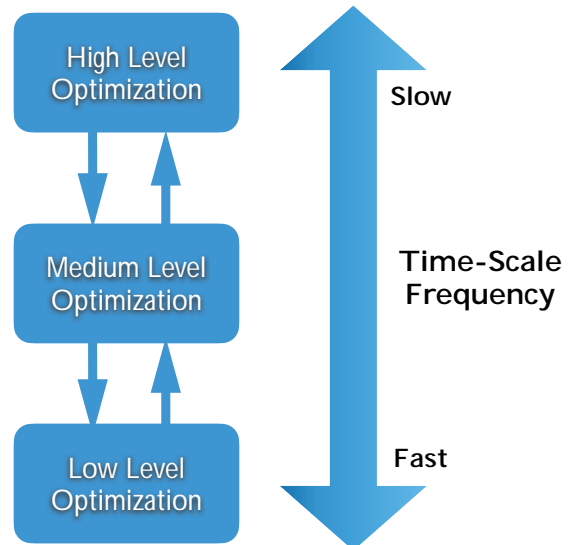 High Level
Optimization
Slow
Medium Level
Optimization
Time-Scale
Frequency
Low Level
Optimization
Fast